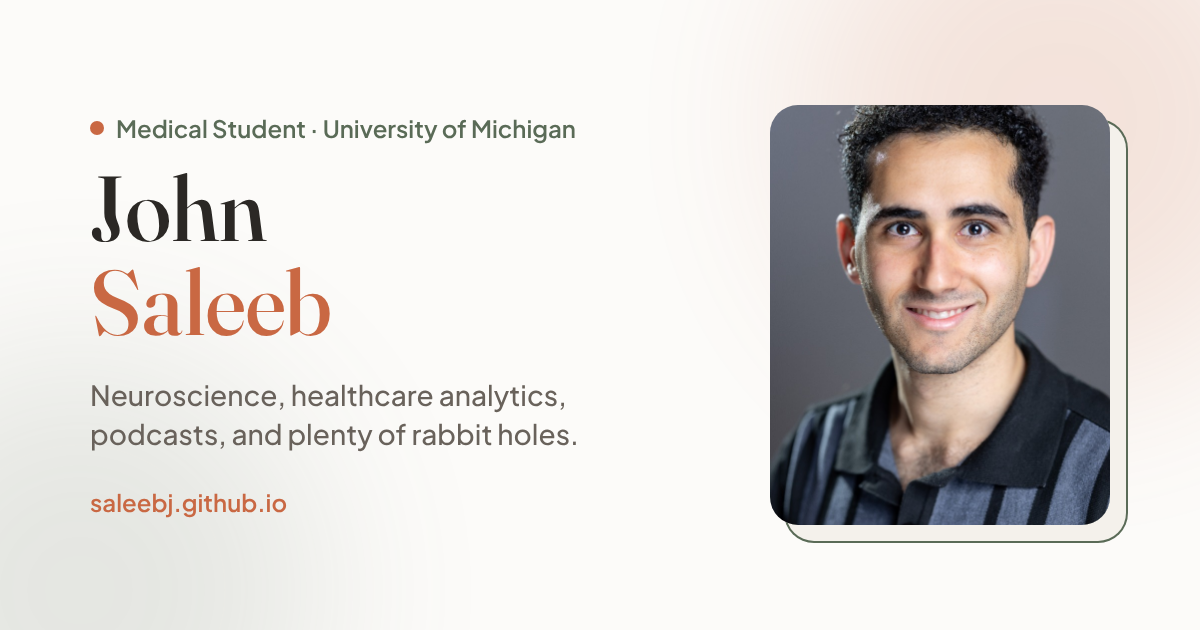 Medical Student · University of Michigan
John
Saleeb
Neuroscience, healthcare analytics,
podcasts, and plenty of rabbit holes.
saleebj.github.io